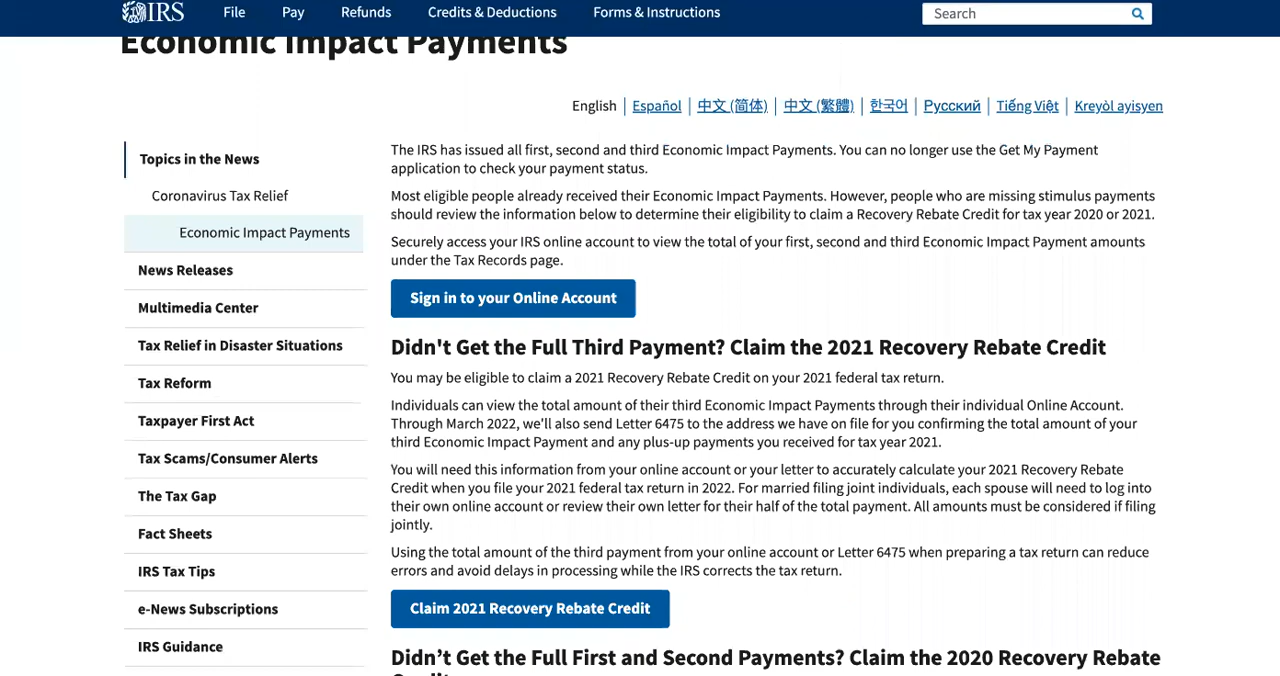 IRS File Pay Refunds Credits & Deductions Forms & Instructions Search
Economic Impact Payments
English Español 中文 (简体) 中文 (繁體) 한국어 Русский Tiếng Việt Kreyòl ayisyen
Topics in the News
Coronavirus Tax Relief
Economic Impact Payments
News Releases
Multimedia Center
Tax Relief in Disaster Situations
Tax Reform
Taxpayer First Act
Tax Scams/Consumer Alerts
The Tax Gap
Fact Sheets
IRS Tax Tips
e-News Subscriptions
IRS Guidance
The IRS has issued all first, second and third Economic Impact Payments. You can no longer use the Get My Payment
application to check your payment status.
Most eligible people already received their Economic Impact Payments. However, people who are missing stimulus payments
should review the information below to determine their eligibility to claim a Recovery Rebate Credit for tax year 2020 or 2021.
Securely access your IRS online account to view the total of your first, second and third Economic Impact Payment amounts
under the Tax Records page.
Sign in to your Online Account
Didn't Get the Full Third Payment? Claim the 2021 Recovery Rebate Credit
You may be eligible to claim a 2021 Recovery Rebate Credit on your 2021 federal tax return.
Individuals can view the total amount of their third Economic Impact Payments through their individual Online Account.
Through March 2022, we'll also send Letter 6475 to the address we have on file for you confirming the total amount of your
third Economic Impact Payment and any plus-up payments you received for tax year 2021.
You will need this information from your online account or your letter to accurately calculate your 2021 Recovery Rebate
Credit when you file your 2021 federal tax return in 2022. For married filing joint individuals, each spouse will need to log into
their own online account or review their own letter for their half of the total payment. All amounts must be considered if filing
jointly.
Using the total amount of the third payment from your online account or Letter 6475 when preparing a tax return can reduce
errors and avoid delays in processing while the IRS corrects the tax return.
Claim 2021 Recovery Rebate Credit
Didn’t Get the Full First and Second Payments? Claim the 2020 Recovery Rebate